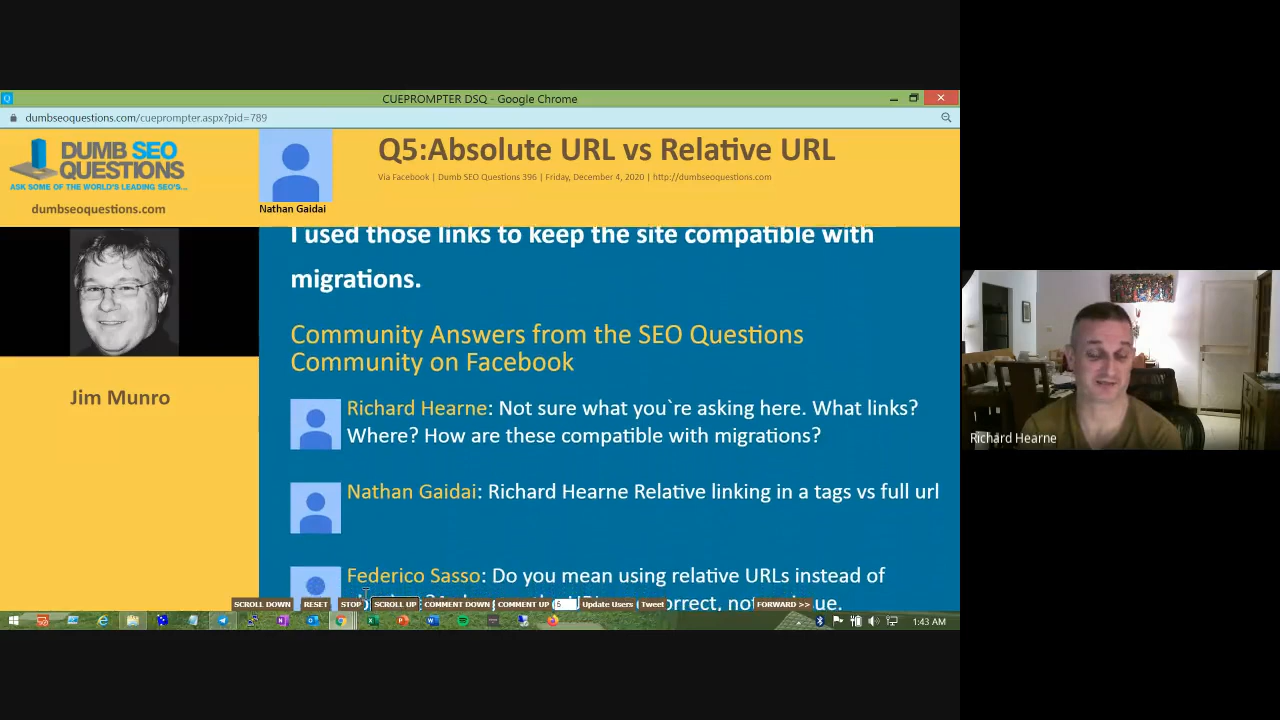 CUEPROMPTER DSQ - Google Chrome
dumbseoquestions.com/cueprompter.aspx?pid=789
DUMB SEO
QUESTIONS
ASK SOME OF THE WORLD'S LEADING SEO'S...
dumbseoquestions.com
Nathan Gaidai
Q5:Absolute URL vs Relative URL
Via Facebook | Dumb SEO Questions 396 | Friday, December 4, 2020 | http://dumbseoquestions.com
Jim Munro
I used those links to keep the site compatible with
migrations.
Community Answers from the SEO Questions
Community on Facebook
Richard Hearne: Not sure what you`re asking here. What links?
Where? How are these compatible with migrations?
Nathan Gaidai: Richard Hearne Relative linking in a tags vs full url
Federico Sasso: Do you mean using relative URLs instead of
SCROLL DOWN RESET STOP SCROLL UP COMMENT DOWN COMMENT UP 5 Update Users Tweet FORWARD >>
1:43 AM
Richard Hearne